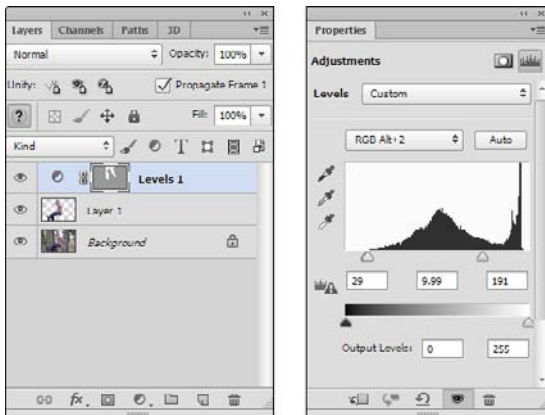 Layers Channels Paths 3D
Normal Opacity: 100%
Unify: Propagate Frame 1
Fill: 100%
Kind T
Levels 1
Layer 1
Background
fx
Properties
Adjustments
Levels Custom
RGB Alt+2 Auto
29 9.99 191
Output Levels: 0 255